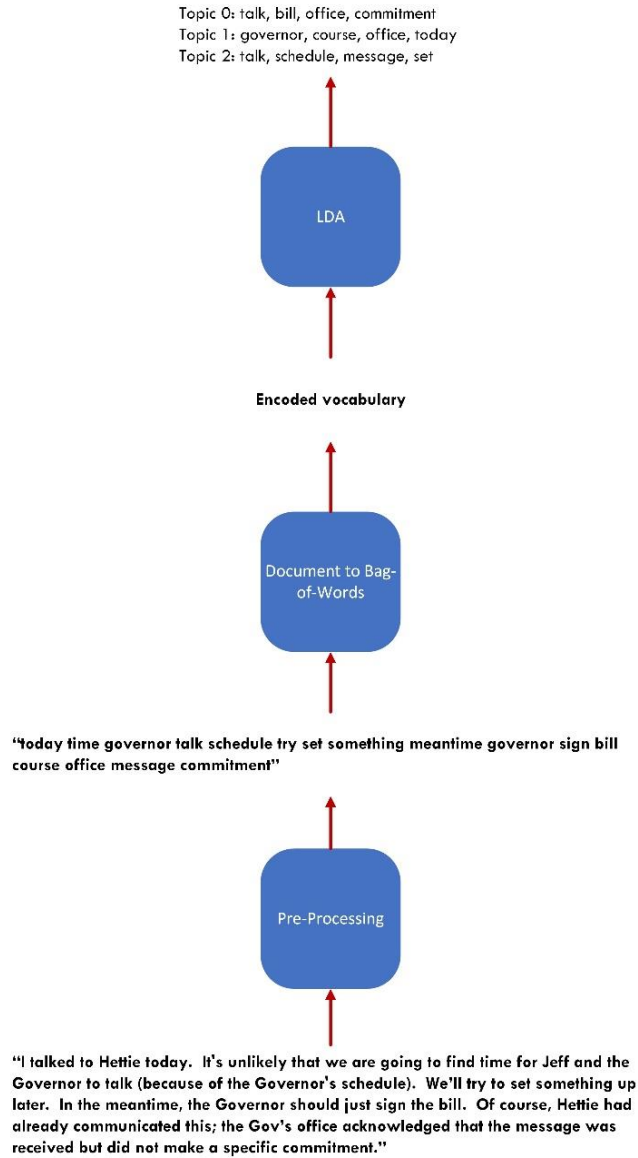 Topic 0: talk, bill, office, commitment
Topic 1: governor, course, office, today
Topic 2: talk, schedule, message, set
LDA
Encoded vocabulary
Document to Bag-
of-Words
“today time governor talk schedule try set something meantime governor sign bill
course office message commitment”
Pre-Processing
“I talked to Hettie today.  It's unlikely that we are going to find time for Jeff and the
Governor to talk (because of the Governor's schedule).  We’ll try to set something up
later.  In the meantime, the Governor should just sign the bill.  Of course, Hettie had
already communicated this; the Gov’s office acknowledged that the message was
received but did not make a specific commitment.”